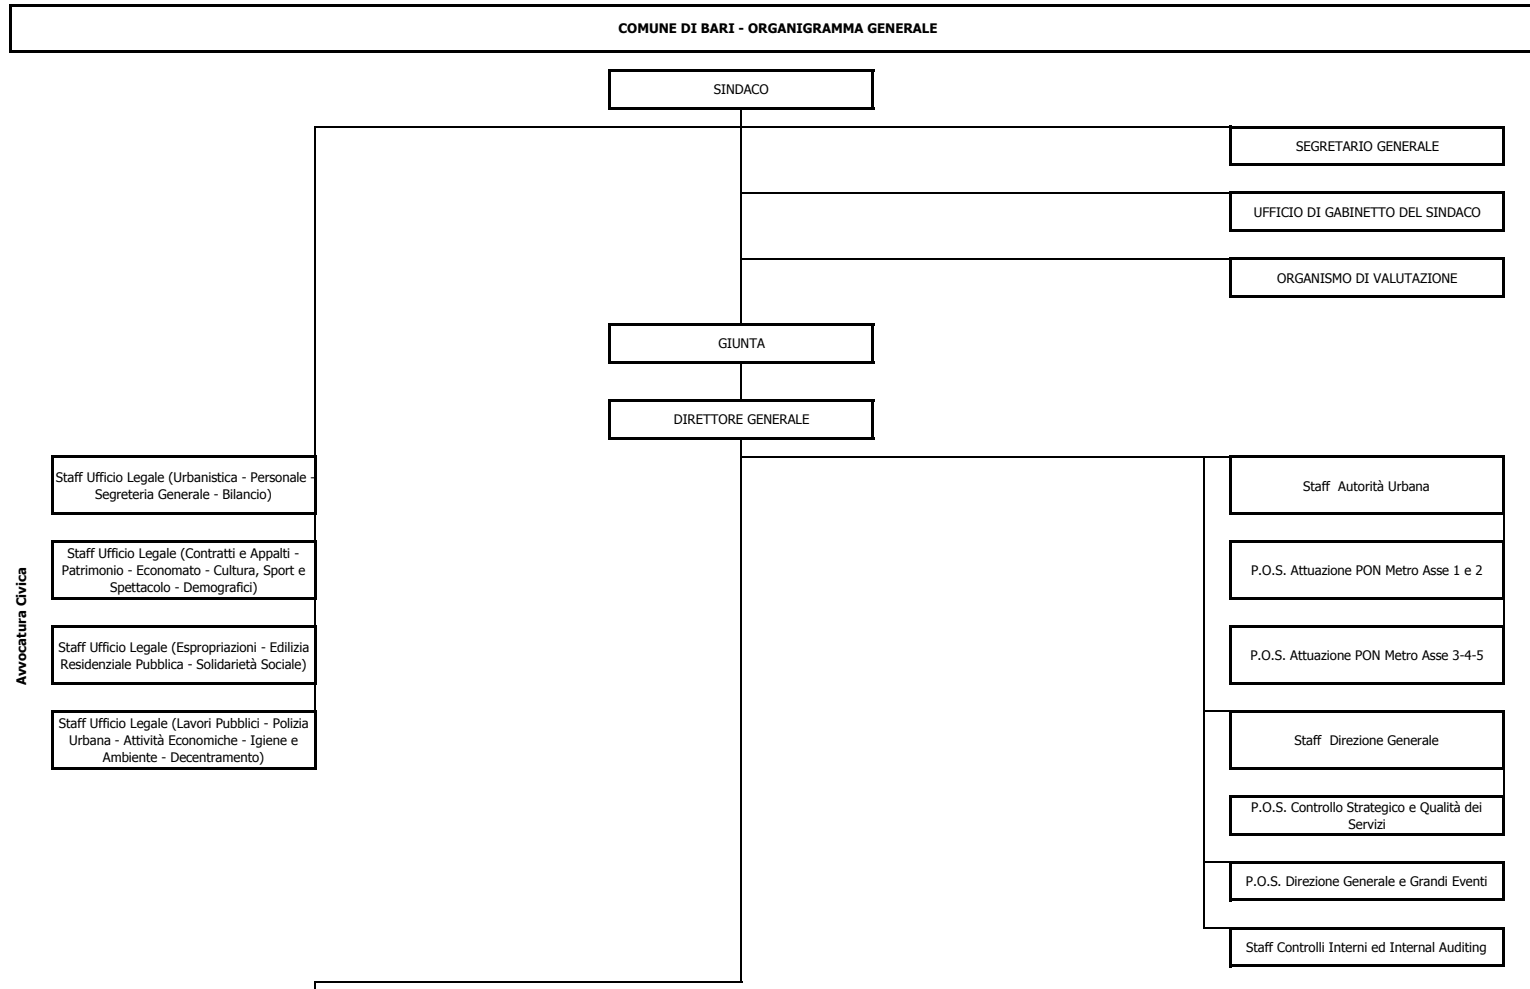 COMUNE DI BARI - ORGANIGRAMMA GENERALE
SINDACO
SEGRETARIO GENERALE
UFFICIO DI GABINETTO DEL SINDACO
ORGANISMO DI VALUTAZIONE
GIUNTA
DIRETTORE GENERALE
Avvocatura Civica
Staff Ufficio Legale (Urbanistica - Personale -
Segreteria Generale - Bilancio)
Staff Ufficio Legale (Contratti e Appalti -
Patrimonio - Economato - Cultura, Sport e
Spettacolo - Demografici)
Staff Ufficio Legale (Espropriazioni - Edilizia
Residenziale Pubblica - Solidarietà Sociale)
Staff Ufficio Legale (Lavori Pubblici - Polizia
Urbana - Attività Economiche - Igiene e
Ambiente - Decentramento)
Staff Autorità Urbana
P.O.S. Attuazione PON Metro Asse 1 e 2
P.O.S. Attuazione PON Metro Asse 3-4-5
Staff Direzione Generale
P.O.S. Controllo Strategico e Qualità dei
Servizi
P.O.S. Direzione Generale e Grandi Eventi
Staff Controlli Interni ed Internal Auditing